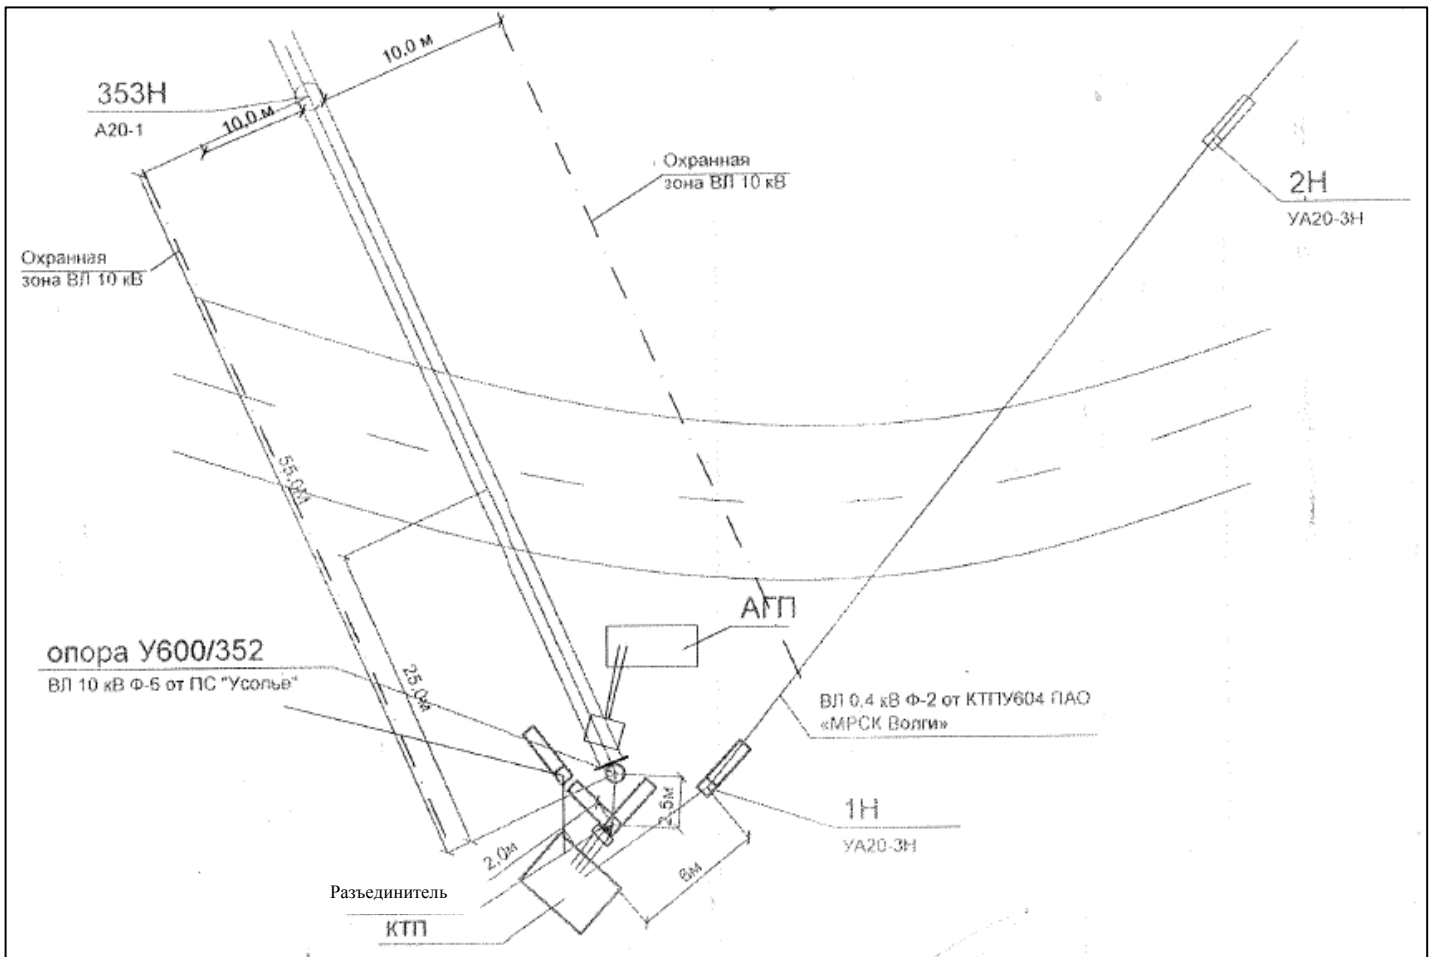 10,0 м
353Н
А20-1
10,0 м
Охранная
зона ВЛ 10 кВ
2Н
УА20-3Н
Охранная
зона ВЛ 10 кВ
55,0м
АГП
опора У600/352
ВЛ 10 кВ Ф-6 от ПС "Усолье"
25,0м
ВЛ 0,4 кВ Ф-2 от КТПУ604 ПАО
«МРСК Волги»
2,5м
1Н
УА20-3Н
2,0м
6м
Разъединитель
КТП